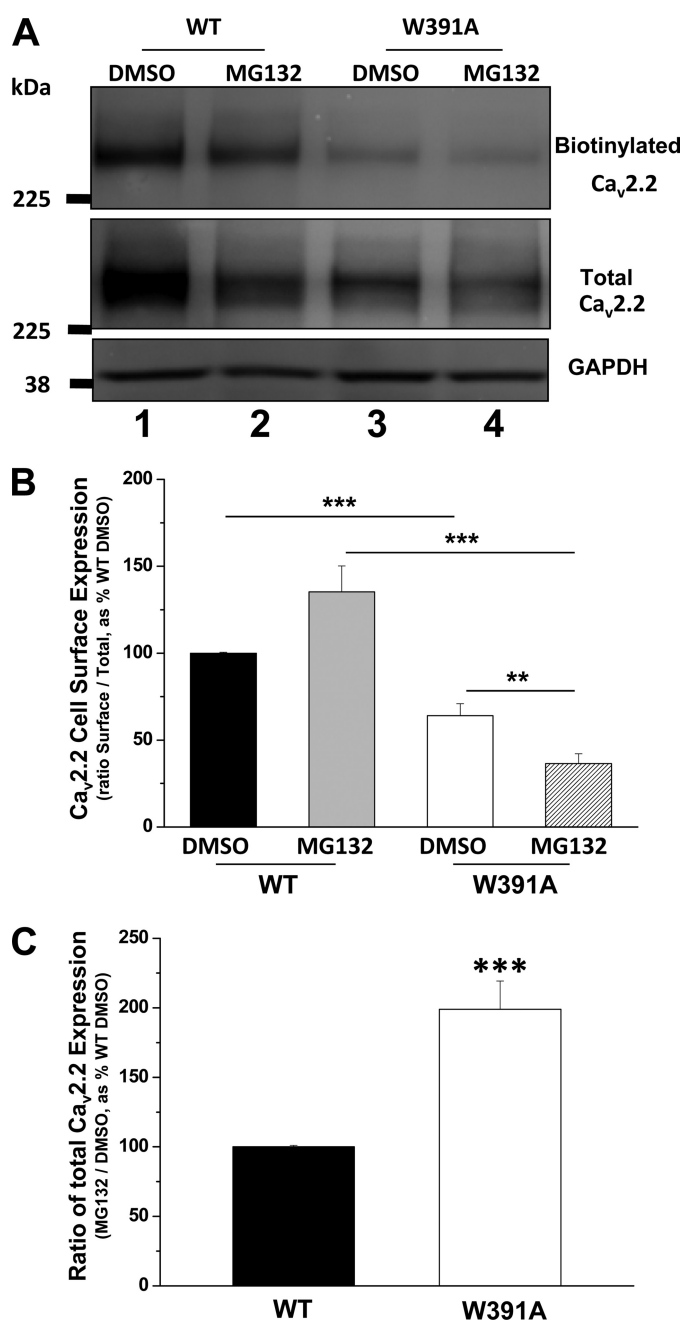 A
WT W391A
DMSO MG132 DMSO MG132
kDa
Biotinylated
Cav2.2
225
Total
Cav2.2
225
GAPDH
38
1 2 3 4
B
Cav2.2 Cell Surface Expression
(ratio Surface / Total, as % WT DMSO)
200
150
100
50
0
***
***
**
DMSO MG132 DMSO MG132
WT W391A
C
Ratio of total Cav2.2 Expression
(MG132 / DMSO, as % WT DMSO)
250
200
150
100
50
0
***
WT W391A